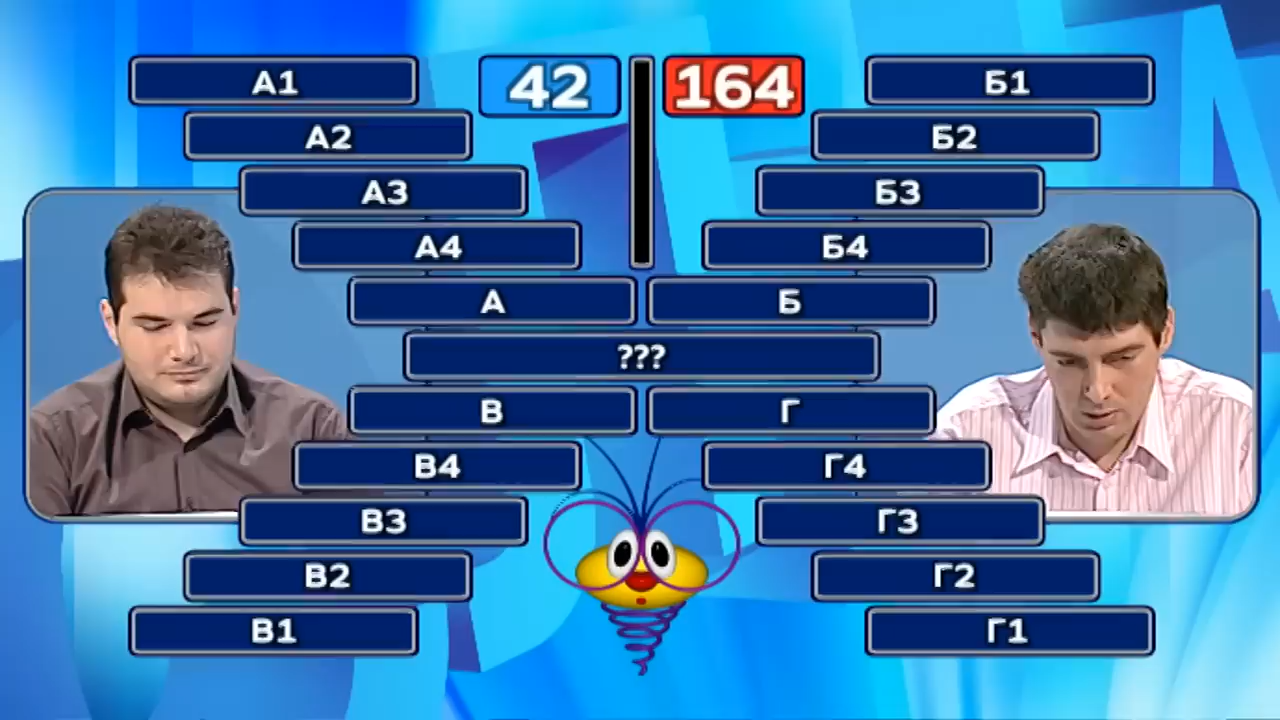 А1 42 164 Б1
А2 Б2
А3 Б3
А4 Б4
А Б
???
В Г
В4 Г4
В3 Г3
В2 Г2
В1 Г1